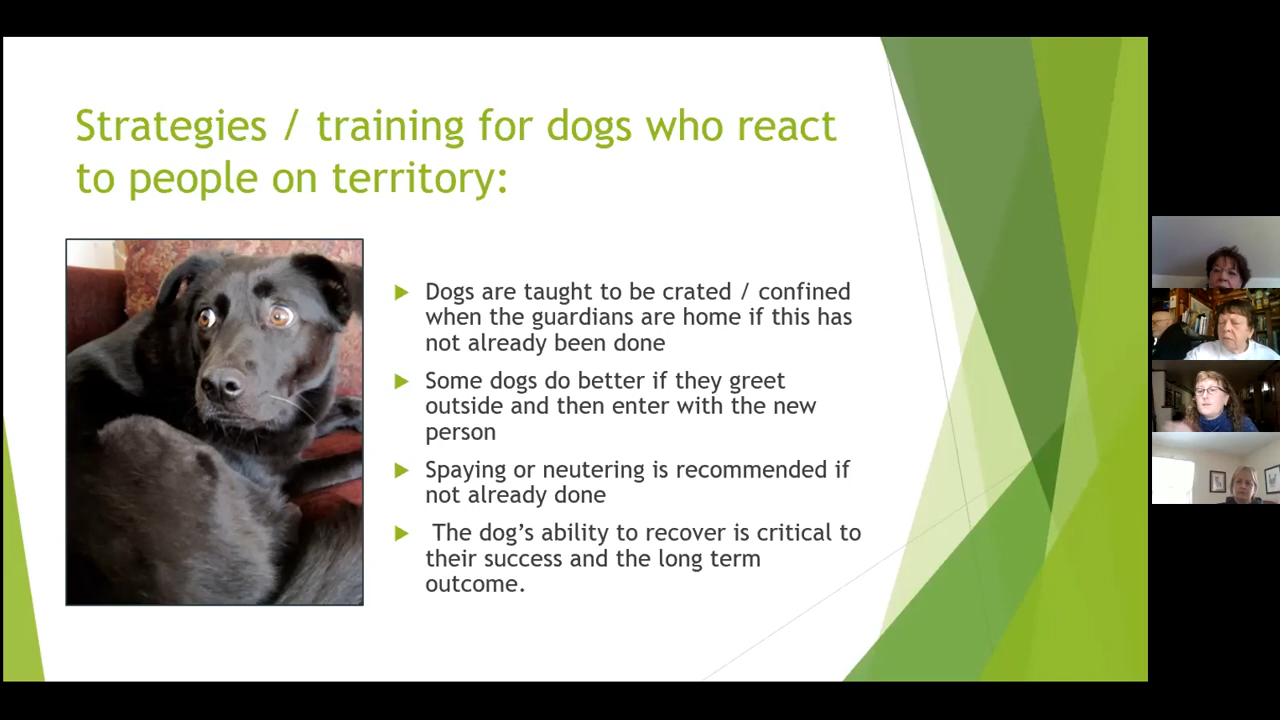 Strategies / training for dogs who react
to people on territory:
Dogs are taught to be crated / confined
when the guardians are home if this has
not already been done
Some dogs do better if they greet
outside and then enter with the new
person
Spaying or neutering is recommended if
not already done
The dog’s ability to recover is critical to
their success and the long term
outcome.